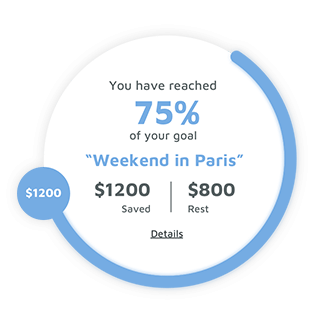 You have reached
75%
of your goal
“Weekend in Paris”
$1200
$1200 $800
Saved Rest
Details